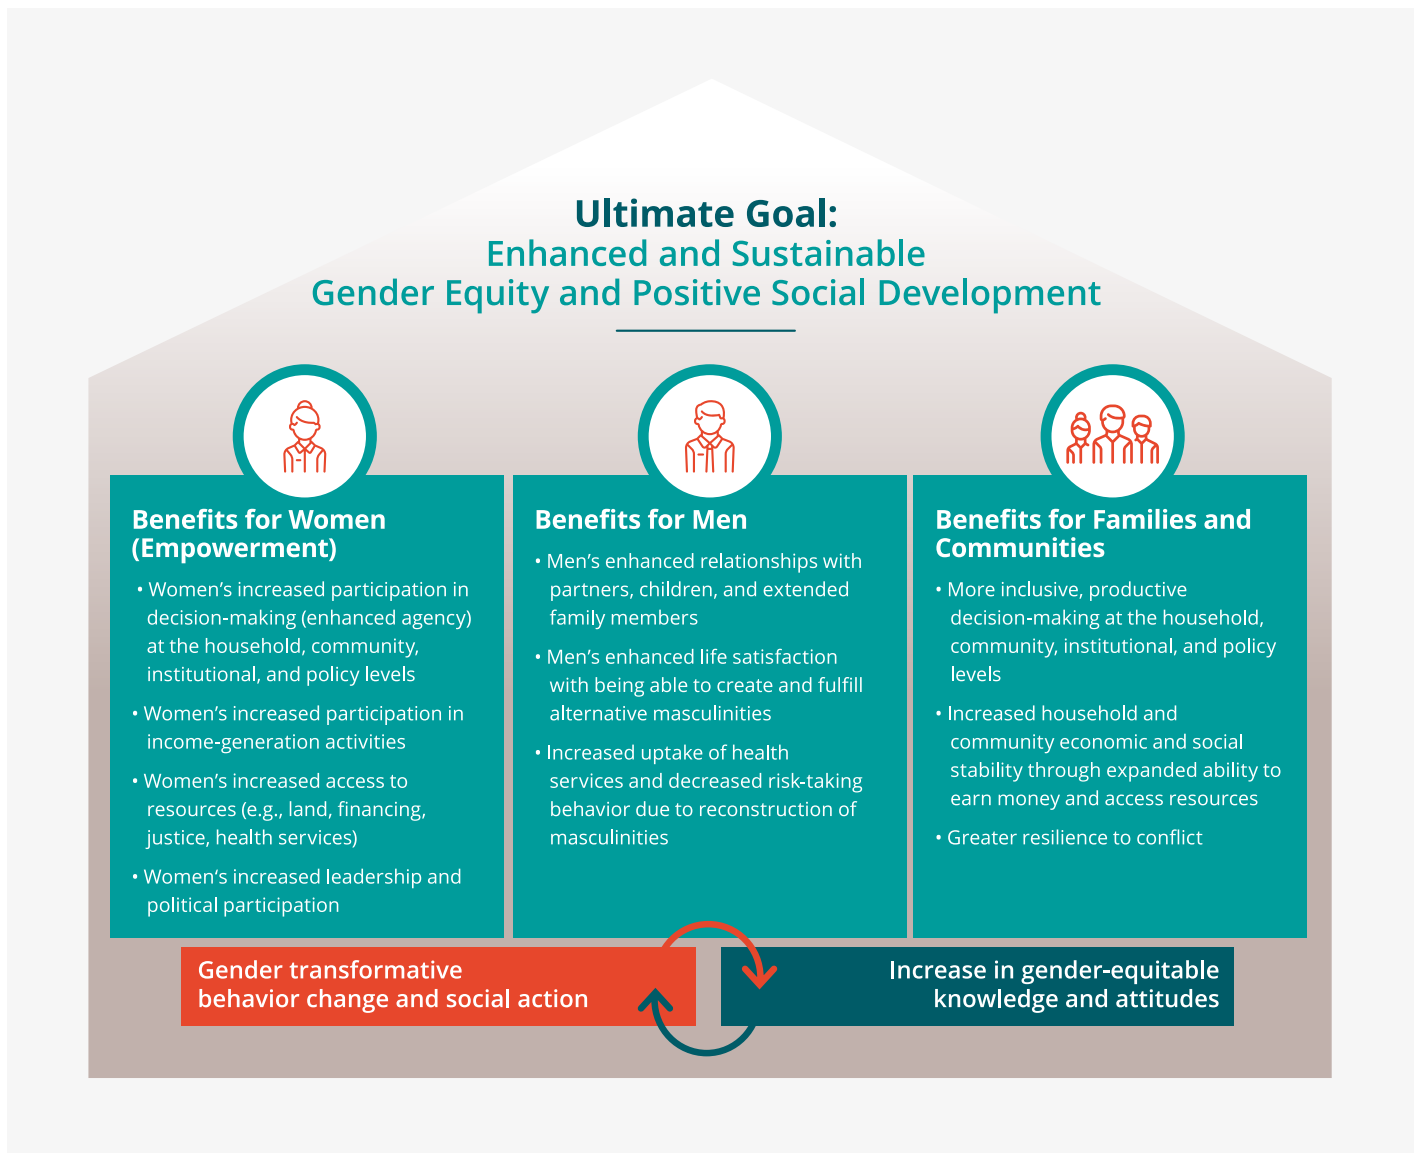 Ultimate Goal:
Enhanced and Sustainable
Gender Equity and Positive Social Development
Benefits for Women
(Empowerment)
• Women’s increased participation in
decision-making (enhanced agency)
at the household, community,
institutional, and policy levels
• Women’s increased participation in
income-generation activities
• Women’s increased access to
resources (e.g., land, financing,
justice, health services)
• Women‘s increased leadership and
political participation
Benefits for Men
• Men’s enhanced relationships with
partners, children, and extended
family members
• Men’s enhanced life satisfaction
with being able to create and fulfill
alternative masculinities
• Increased uptake of health
services and decreased risk-taking
behavior due to reconstruction of
masculinities
Benefits for Families and
Communities
• More inclusive, productive
decision-making at the household,
community, institutional, and policy
levels
• Increased household and
community economic and social
stability through expanded ability to
earn money and access resources
• Greater resilience to conflict
Gender transformative
behavior change and social action
Increase in gender-equitable
knowledge and attitudes